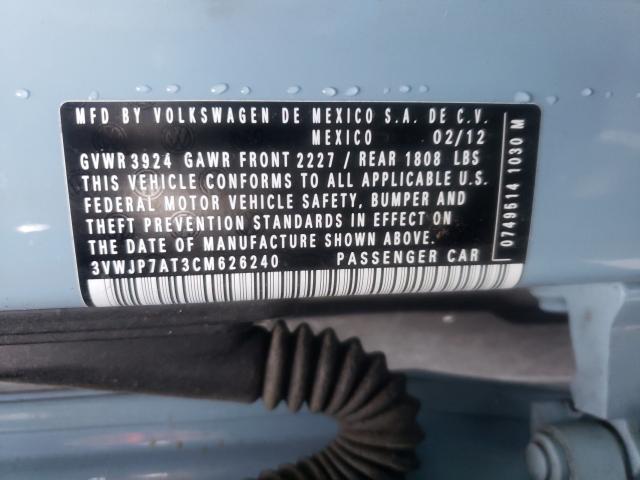 MFD BY VOLKSWAGEN DE MEXICO S.A. DE C.V.
MEXICO 02/12
GVWR 3924 GAWR FRONT 2227 / REAR 1808 LBS
THIS VEHICLE CONFORMS TO ALL APPLICABLE U.S.
FEDERAL MOTOR VEHICLE SAFETY, BUMPER AND
THEFT PREVENTION STANDARDS IN EFFECT ON
THE DATE OF MANUFACTURE SHOWN ABOVE.
3VWJP7AT3CM626240 PASSENGER CAR
0749614 1030 M